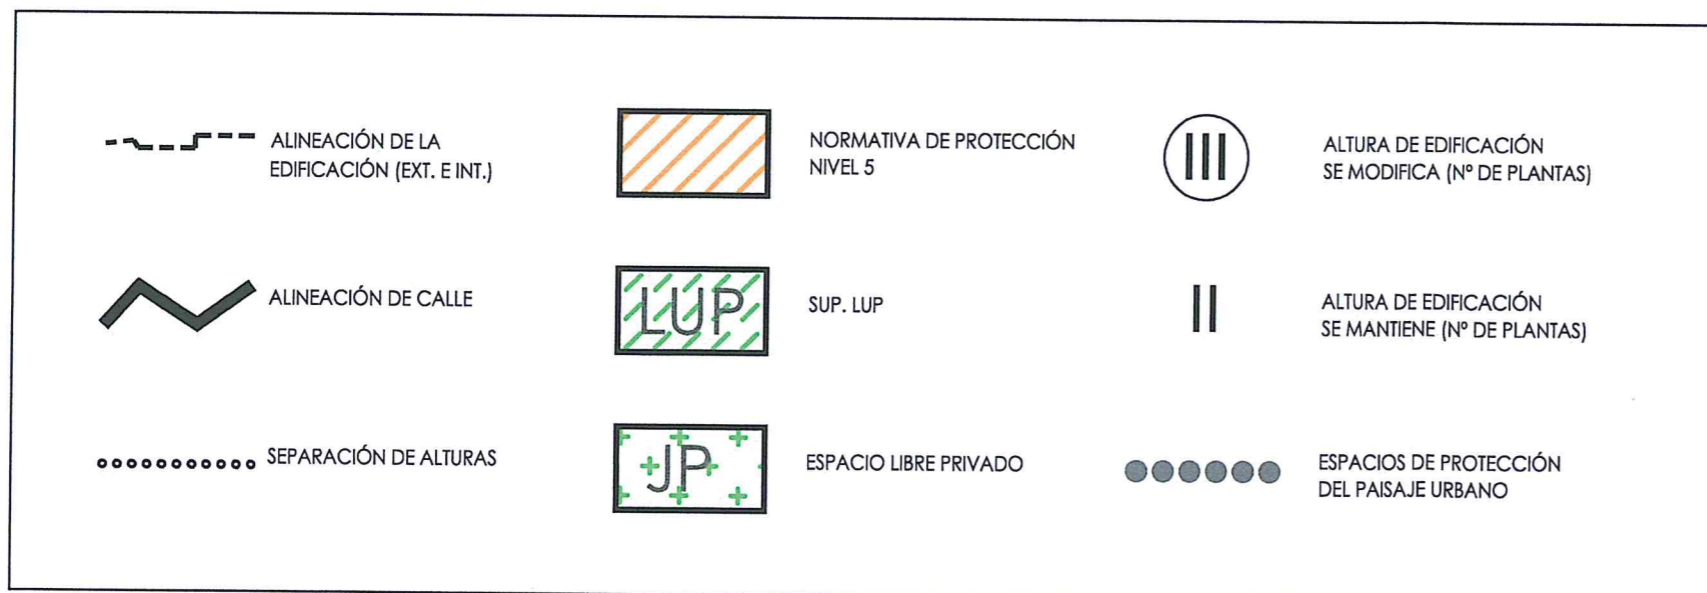 ALINEACIÓN DE LA
EDIFICACIÓN (EXT. E INT.)
NORMATIVA DE PROTECCIÓN
NIVEL 5
III
ALTURA DE EDIFICACIÓN
SE MODIFICA (Nº DE PLANTAS)
ALINEACIÓN DE CALLE
LUP
SUP. LUP
II
ALTURA DE EDIFICACIÓN
SE MANTIENE (Nº DE PLANTAS)
SEPARACIÓN DE ALTURAS
JP
ESPACIO LIBRE PRIVADO
ESPACIOS DE PROTECCIÓN
DEL PAISAJE URBANO